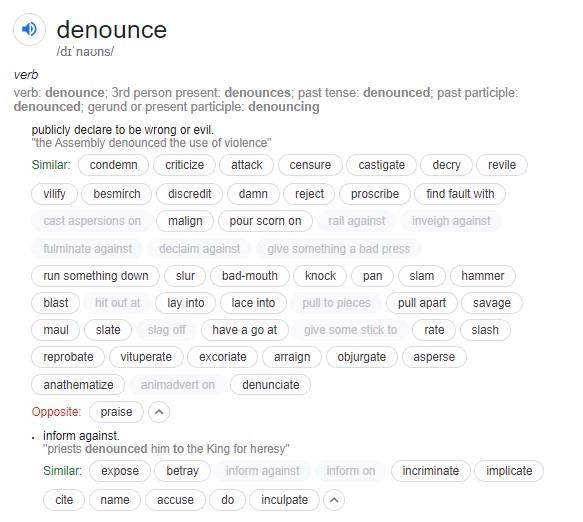 denounce
/dɪˈnaʊns/
verb
verb: denounce; 3rd person present: denounces; past tense: denounced; past participle:
denounced; gerund or present participle: denouncing
publicly declare to be wrong or evil.
"the Assembly denounced the use of violence"
Similar: condemn criticize attack censure castigate decry revile
vilify besmirch discredit damn reject proscribe find fault with
cast aspersions on malign pour scorn on rail against inveigh against
fulminate against declaim against give something a bad press
run something down slur bad-mouth knock pan slam hammer
blast hit out at lay into lace into pull to pieces pull apart savage
maul slate slag off have a go at give some stick to rate slash
reprobate vituperate excoriate arraign objurgate asperse
anathematize animadvert on denunciate
Opposite: praise
• inform against.
"priests denounced him to the King for heresy"
Similar: expose betray inform against inform on incriminate implicate
cite name accuse do inculpate